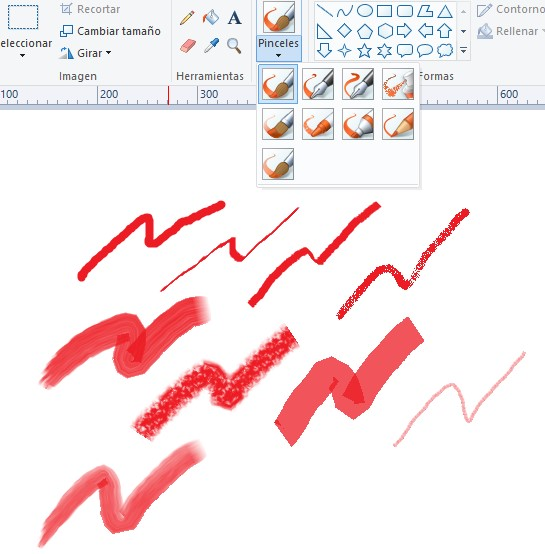 Recortar
Contorno
eleccionar
Cambiar tamaño
A
Pinceles
Rellenar
Girar
Imagen
Herramientas
Formas
100
200
300
600